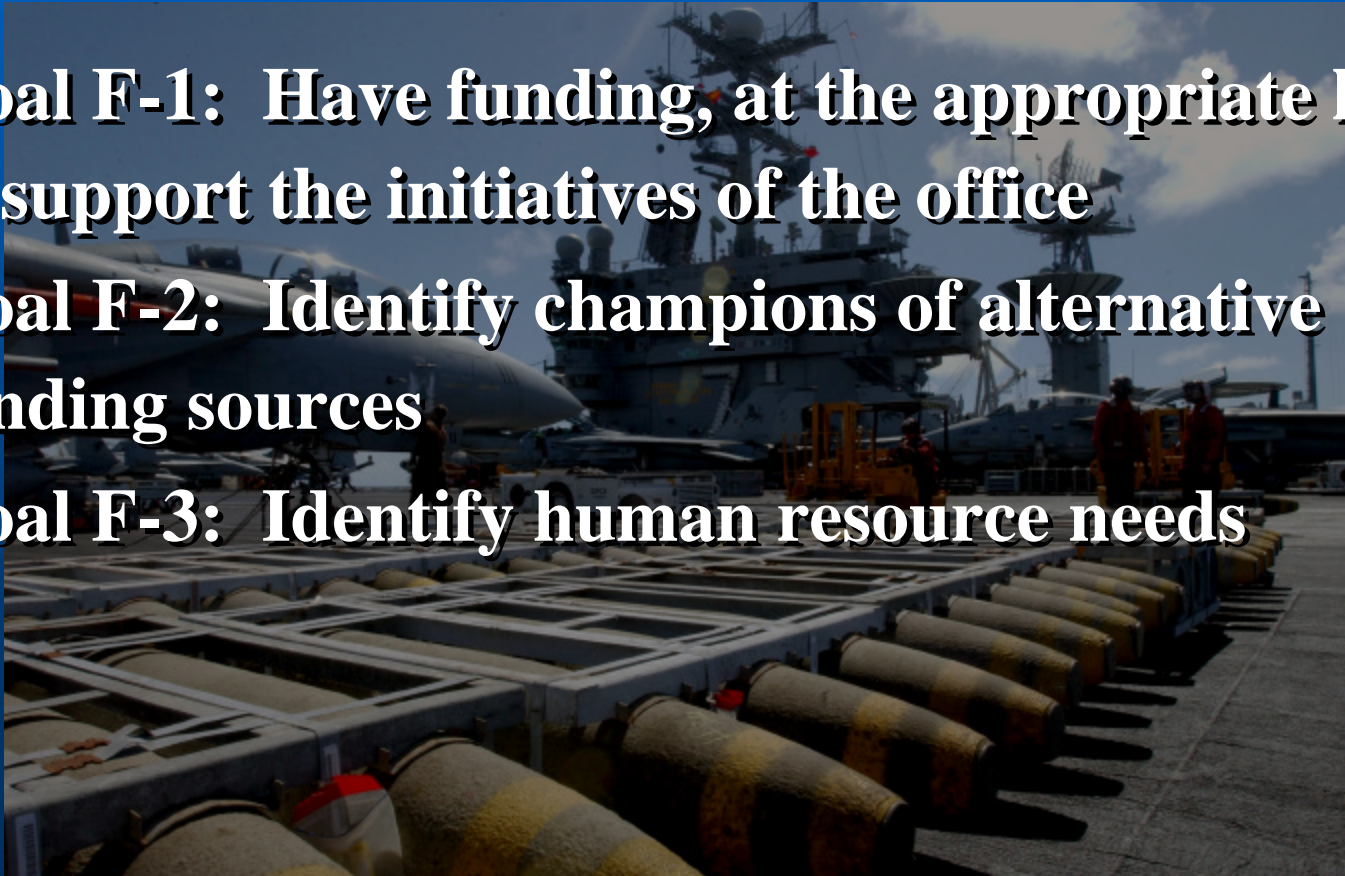 oal F-1: Have funding, at the appropriate
support the initiatives of the office
oal F-2: Identify champions of alternative
nding sources
oal F-3: Identify human resource needs